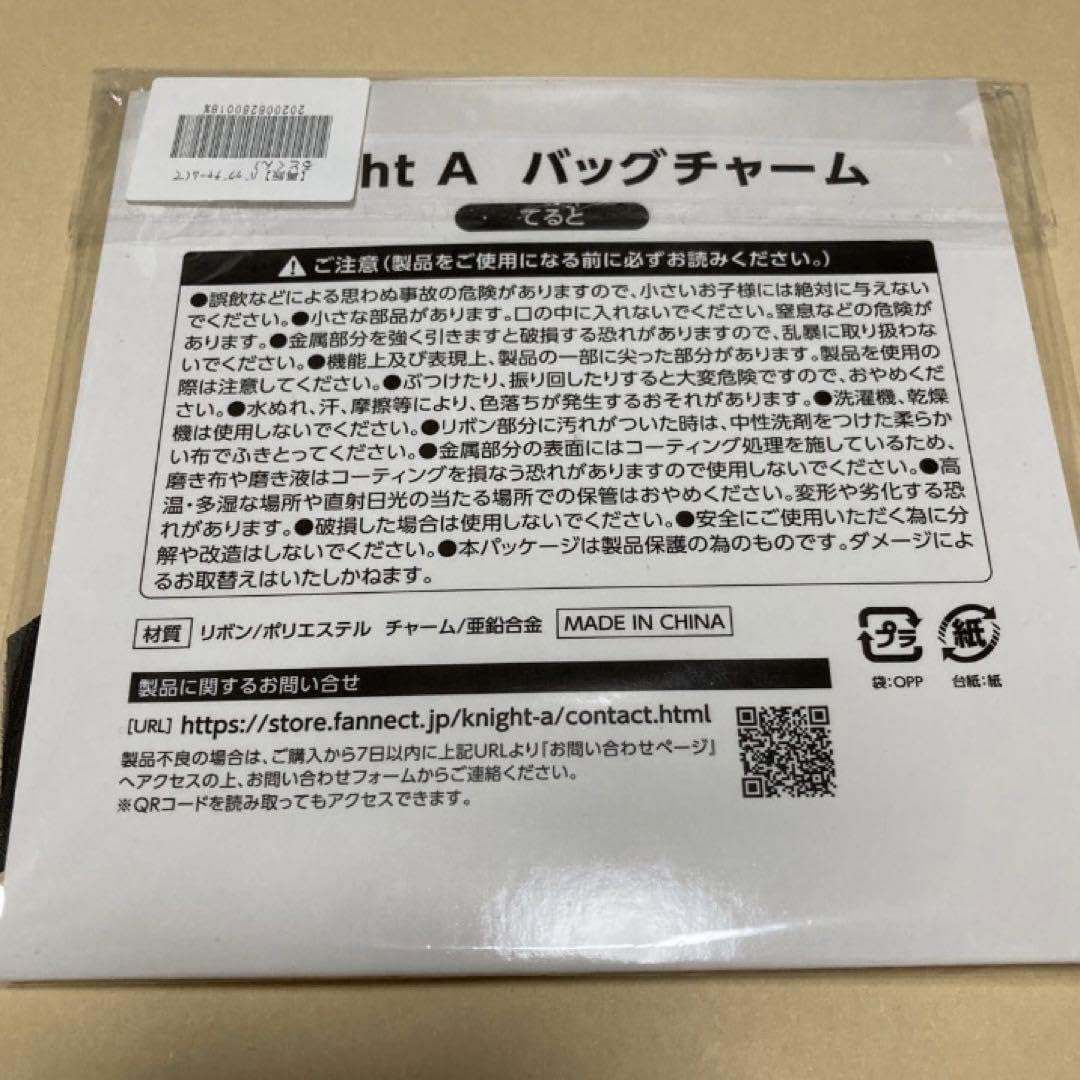 2020062800018※
【再販】バッグチャーム(て
るとくん)
ht A バッグチャーム
てると
ご注意(製品をご使用になる前に必ずお読みください。)
●誤飲などによる思わぬ事故の危険がありますので、小さいお子様には絶対に与えない
でください。●小さな部品があります。口の中に入れないでください。窒息などの危険が
あります。●金属部分を強く引きますと破損する恐れがありますので、乱暴に取り扱わな
いでください。●機能上及び表現上、製品の一部に尖った部分があります。製品を使用の
際は注意してください。●ぶつけたり、振り回したりすると大変危険ですので、おやめくだ
さい。●水ぬれ、汗、摩擦等により、色落ちが発生するおそれがあります。●洗濯機、乾燥
機は使用しないでください。●リボン部分に汚れがついた時は、中性洗剤をつけた柔らか
い布でふきとってください。●金属部分の表面にはコーティング処理を施しているため、
磨き布や磨き液はコーティングを損なう恐れがありますので使用しないでください。●高
温・多湿な場所や直射日光の当たる場所での保管はおやめください。変形や劣化する恐
れがあります。●破損した場合は使用しないでください。●安全にご使用いただく為に分
解や改造はしないでください。●本パッケージは製品保護の為のものです。ダメージによ
るお取替えはいたしかねます。
材質 リボン/ポリエステル チャーム/亜鉛合金 MADE IN CHINA
プラ 紙
袋:OPP 台紙:紙
製品に関するお問い合せ
[URL] https://store.fannect.jp/knight-a/contact.html
製品不良の場合は、ご購入から7日以内に上記URLより『お問い合わせページ』
へアクセスの上、お問い合わせフォームからご連絡ください。
※QRコードを読み取ってもアクセスできます。